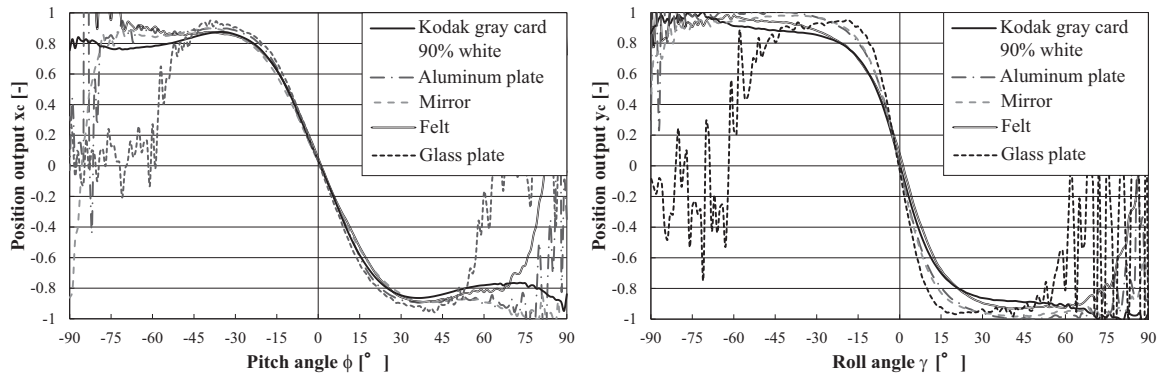 1
0.8
0.6
0.4
0.2
0
-0.2
-0.4
-0.6
-0.8
-1
-90 -75 -60 -45 -30 -15 0 15 30 45 60 75 90
Position output xc [-]
Pitch angle ϕ [° ]
Kodak gray card
90% white
Aluminum plate
Mirror
Felt
Glass plate
1
0.8
0.6
0.4
0.2
0
-0.2
-0.4
-0.6
-0.8
-1
-90 -75 -60 -45 -30 -15 0 15 30 45 60 75 90
Position output yc [-]
Roll angle γ [° ]
Kodak gray card
90% white
Aluminum plate
Mirror
Felt
Glass plate